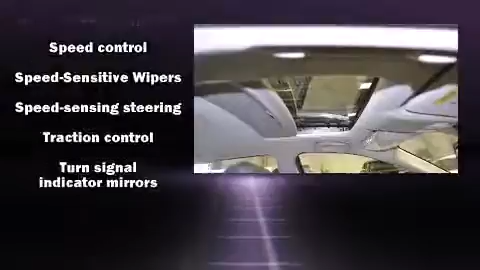 Speed control
Speed-Sensitive Wipers
Speed-sensing steering
Traction control
Turn signal
indicator mirrors